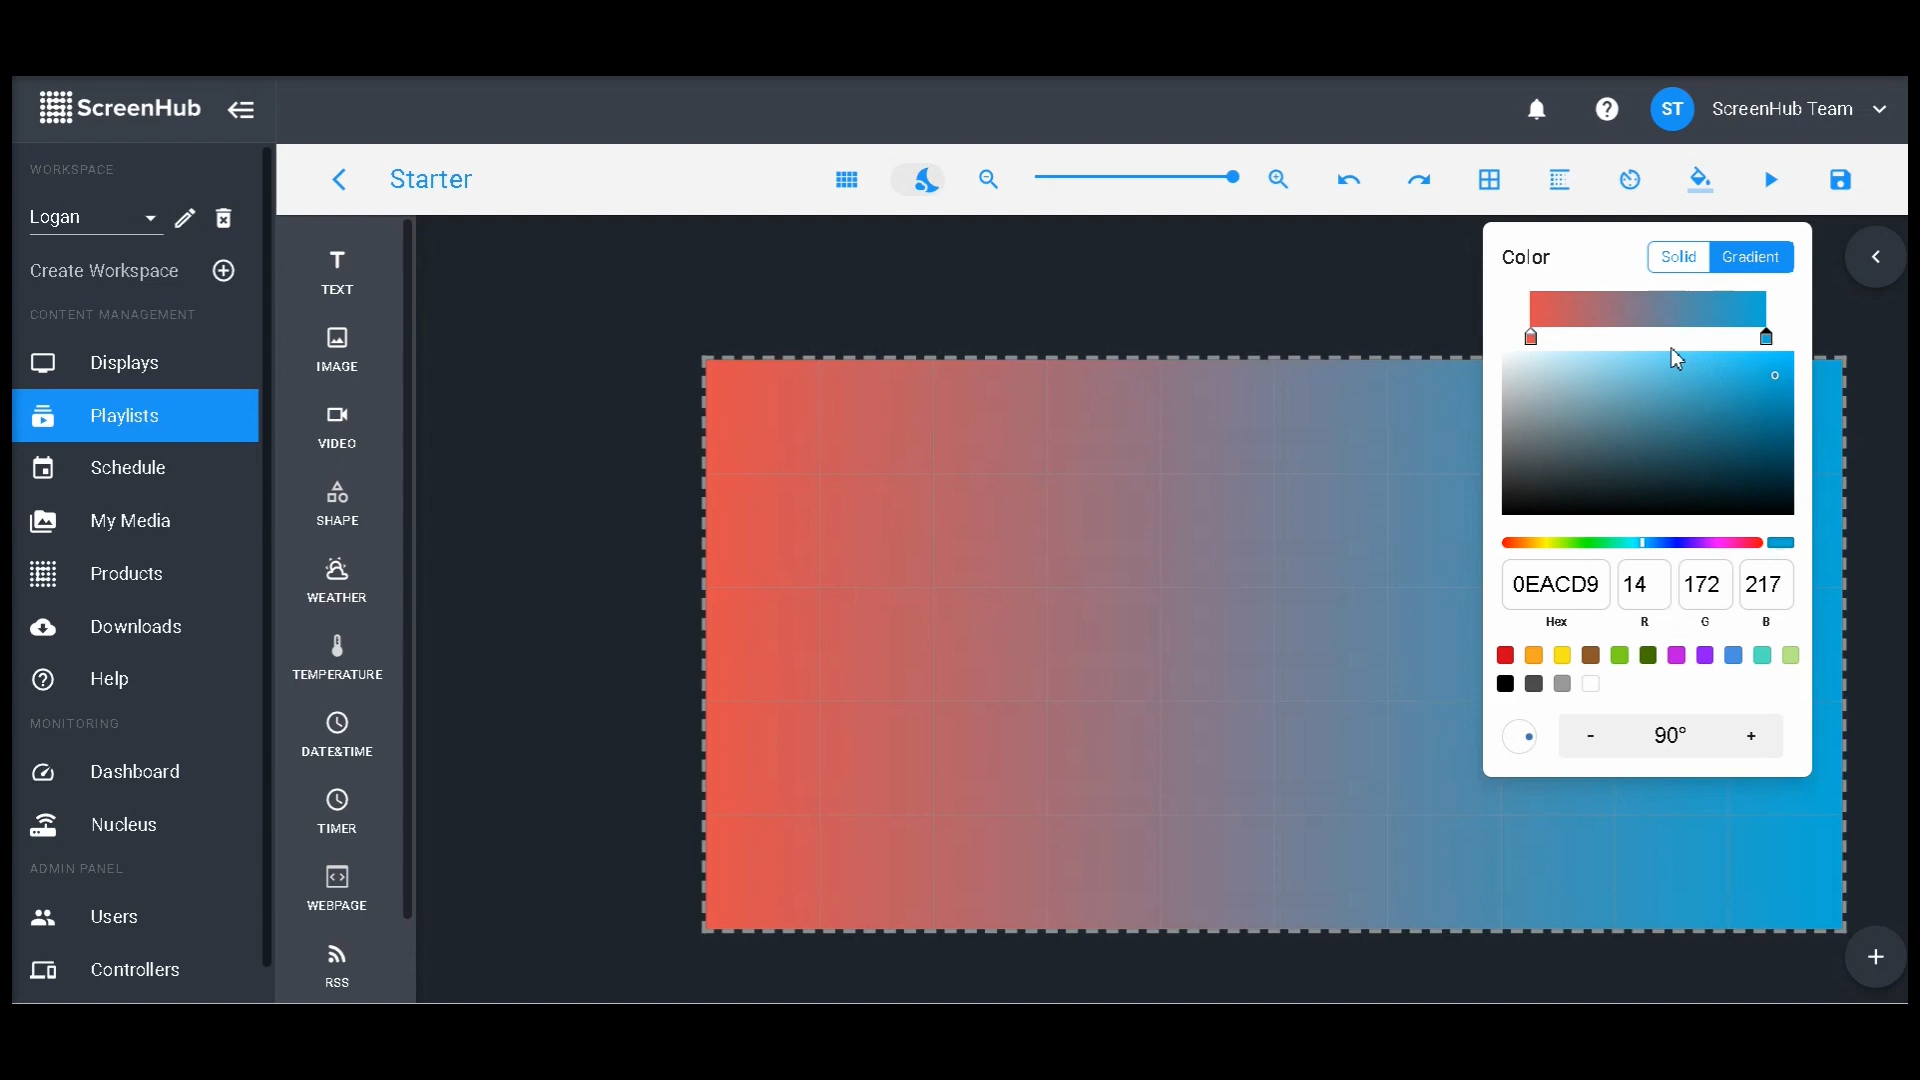 ScreenHub
ST
ScreenHub Team
WORKSPACE
Logan
Create Workspace
CONTENT MANAGEMENT
Displays
Playlists
Schedule
My Media
Products
Downloads
Help
MONITORING
Dashboard
Nucleus
ADMIN PANEL
Users
Controllers
Starter
TEXT
IMAGE
VIDEO
SHAPE
WEATHER
TEMPERATURE
DATE&TIME
TIMER
WEBPAGE
RSS
Color
Solid
Gradient
0EACD9 14 172 217
Hex R G B
- 90° +